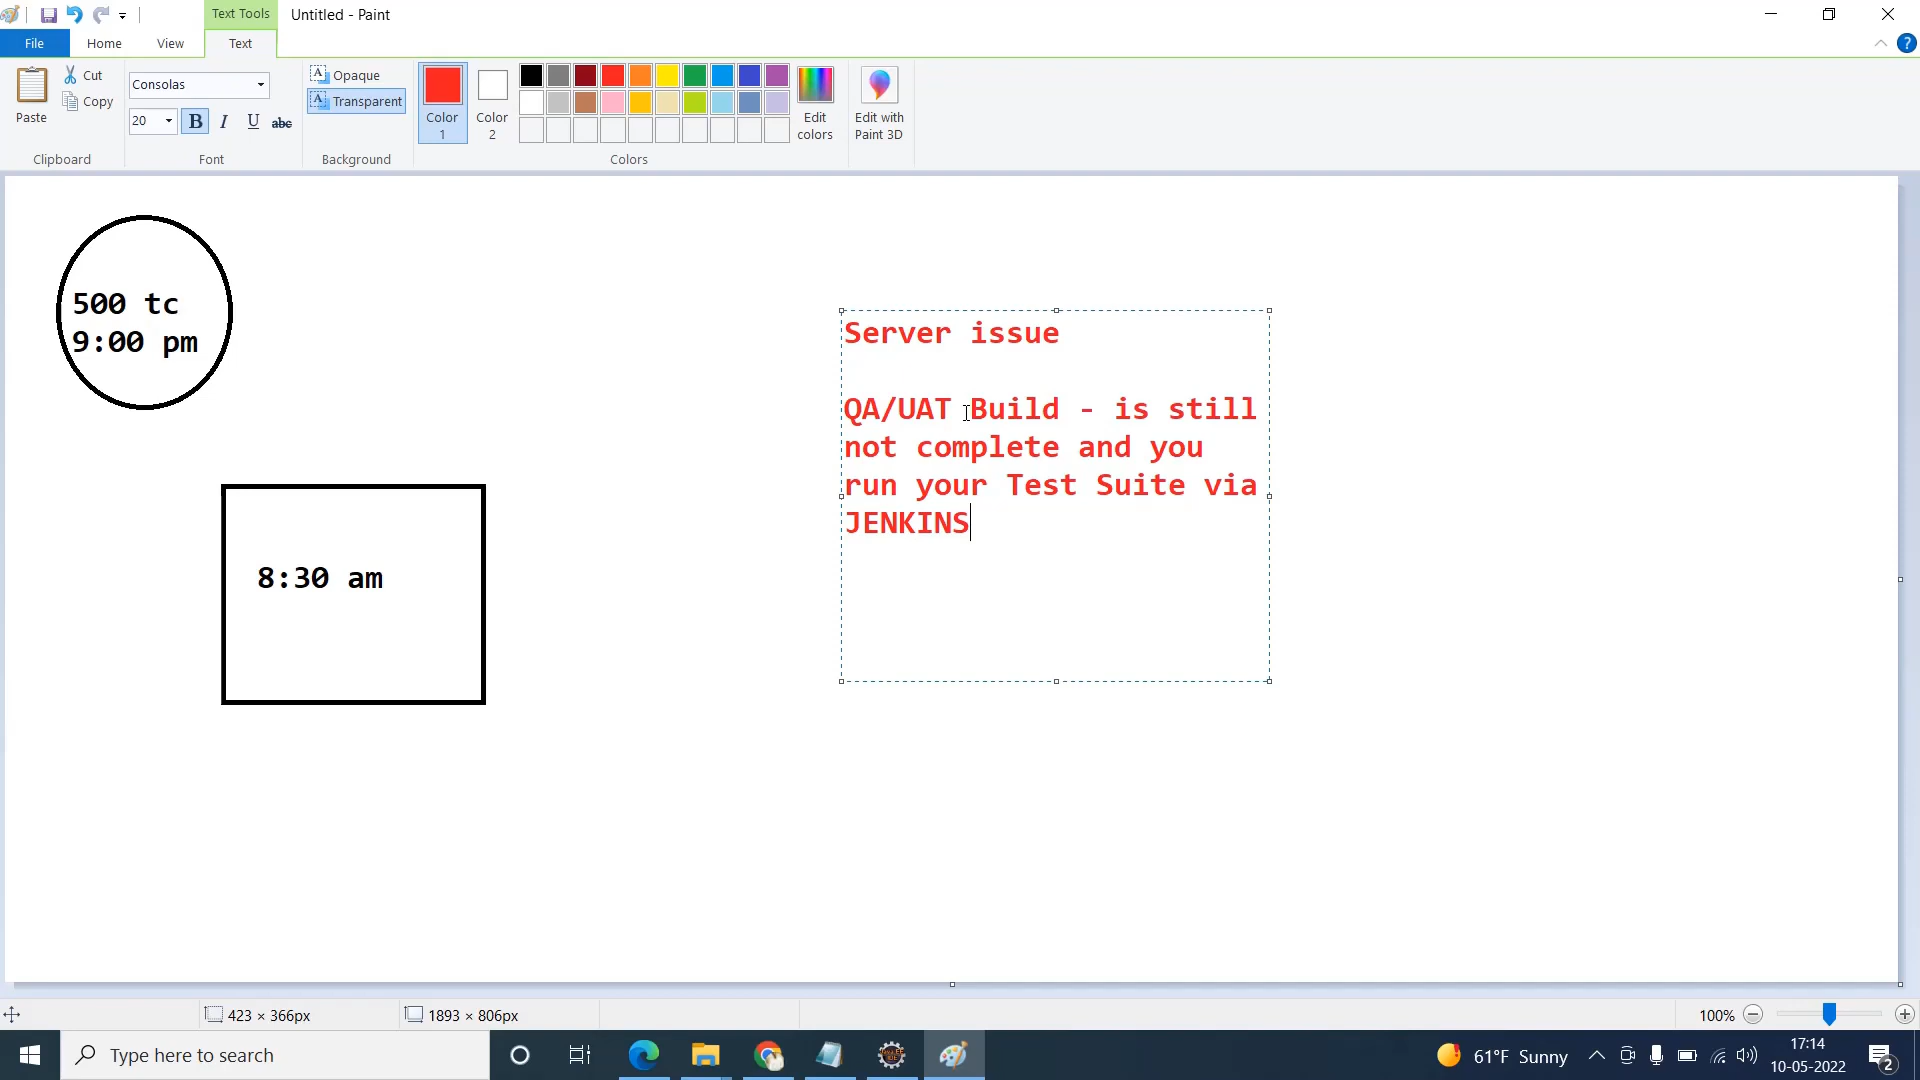 Text Tools
Untitled - Paint
File
Home
View
Text
Paste
Cut
Copy
Clipboard
Consolas
20
B
I
U
abc
Font
Opaque
Transparent
Background
Color
1
Color
2
Edit
colors
Colors
Edit with
Paint 3D
500 tc
9:00 pm
8:30 am
Server issue
QA/UAT Build - is still
not complete and you
run your Test Suite via
JENKINS
423 × 366px
1893 × 806px
100%
Type here to search
61°F Sunny
17:14
10-05-2022
2